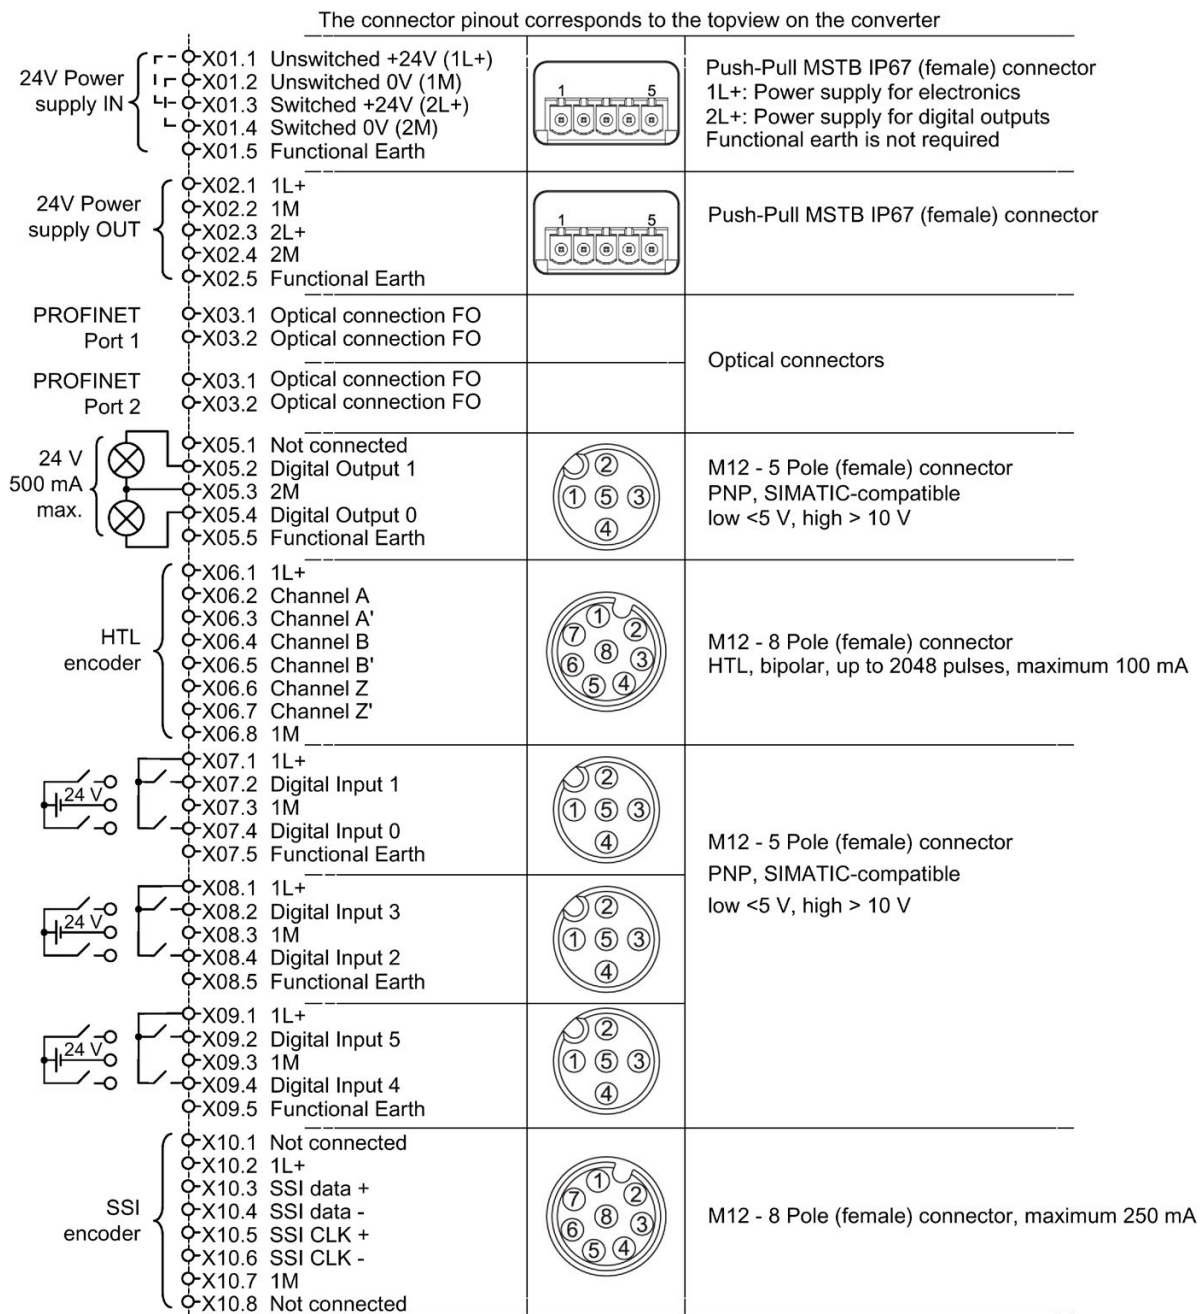 The connector pinout corresponds to the topview on the converter
24V Power
supply IN
X01.1 Unswitched +24V (1L+)
X01.2 Unswitched 0V (1M)
X01.3 Switched +24V (2L+)
X01.4 Switched 0V (2M)
X01.5 Functional Earth
1 5
Push-Pull MSTB IP67 (female) connector
1L+: Power supply for electronics
2L+: Power supply for digital outputs
Functional earth is not required
24V Power
supply OUT
X02.1 1L+
X02.2 1M
X02.3 2L+
X02.4 2M
X02.5 Functional Earth
1 5
Push-Pull MSTB IP67 (female) connector
PROFINET
Port 1
X03.1 Optical connection FO
X03.2 Optical connection FO
PROFINET
Port 2
X03.1 Optical connection FO
X03.2 Optical connection FO
Optical connectors
24 V
500 mA
max.
X05.1 Not connected
X05.2 Digital Output 1
X05.3 2M
X05.4 Digital Output 0
X05.5 Functional Earth
2
1 5 3
4
M12 - 5 Pole (female) connector
PNP, SIMATIC-compatible
low <5 V, high > 10 V
HTL
encoder
X06.1 1L+
X06.2 Channel A
X06.3 Channel A'
X06.4 Channel B
X06.5 Channel B'
X06.6 Channel Z
X06.7 Channel Z'
X06.8 1M
1
7 2
8
6 3
5 4
M12 - 8 Pole (female) connector
HTL, bipolar, up to 2048 pulses, maximum 100 mA
24 V
X07.1 1L+
X07.2 Digital Input 1
X07.3 1M
X07.4 Digital Input 0
X07.5 Functional Earth
2
1 5 3
4
24 V
X08.1 1L+
X08.2 Digital Input 3
X08.3 1M
X08.4 Digital Input 2
X08.5 Functional Earth
2
1 5 3
4
24 V
X09.1 1L+
X09.2 Digital Input 5
X09.3 1M
X09.4 Digital Input 4
X09.5 Functional Earth
2
1 5 3
4
M12 - 5 Pole (female) connector
PNP, SIMATIC-compatible
low <5 V, high > 10 V
SSI
encoder
X10.1 Not connected
X10.2 1L+
X10.3 SSI data +
X10.4 SSI data -
X10.5 SSI CLK +
X10.6 SSI CLK -
X10.7 1M
X10.8 Not connected
1
7 2
8
6 3
5 4
M12 - 8 Pole (female) connector, maximum 250 mA